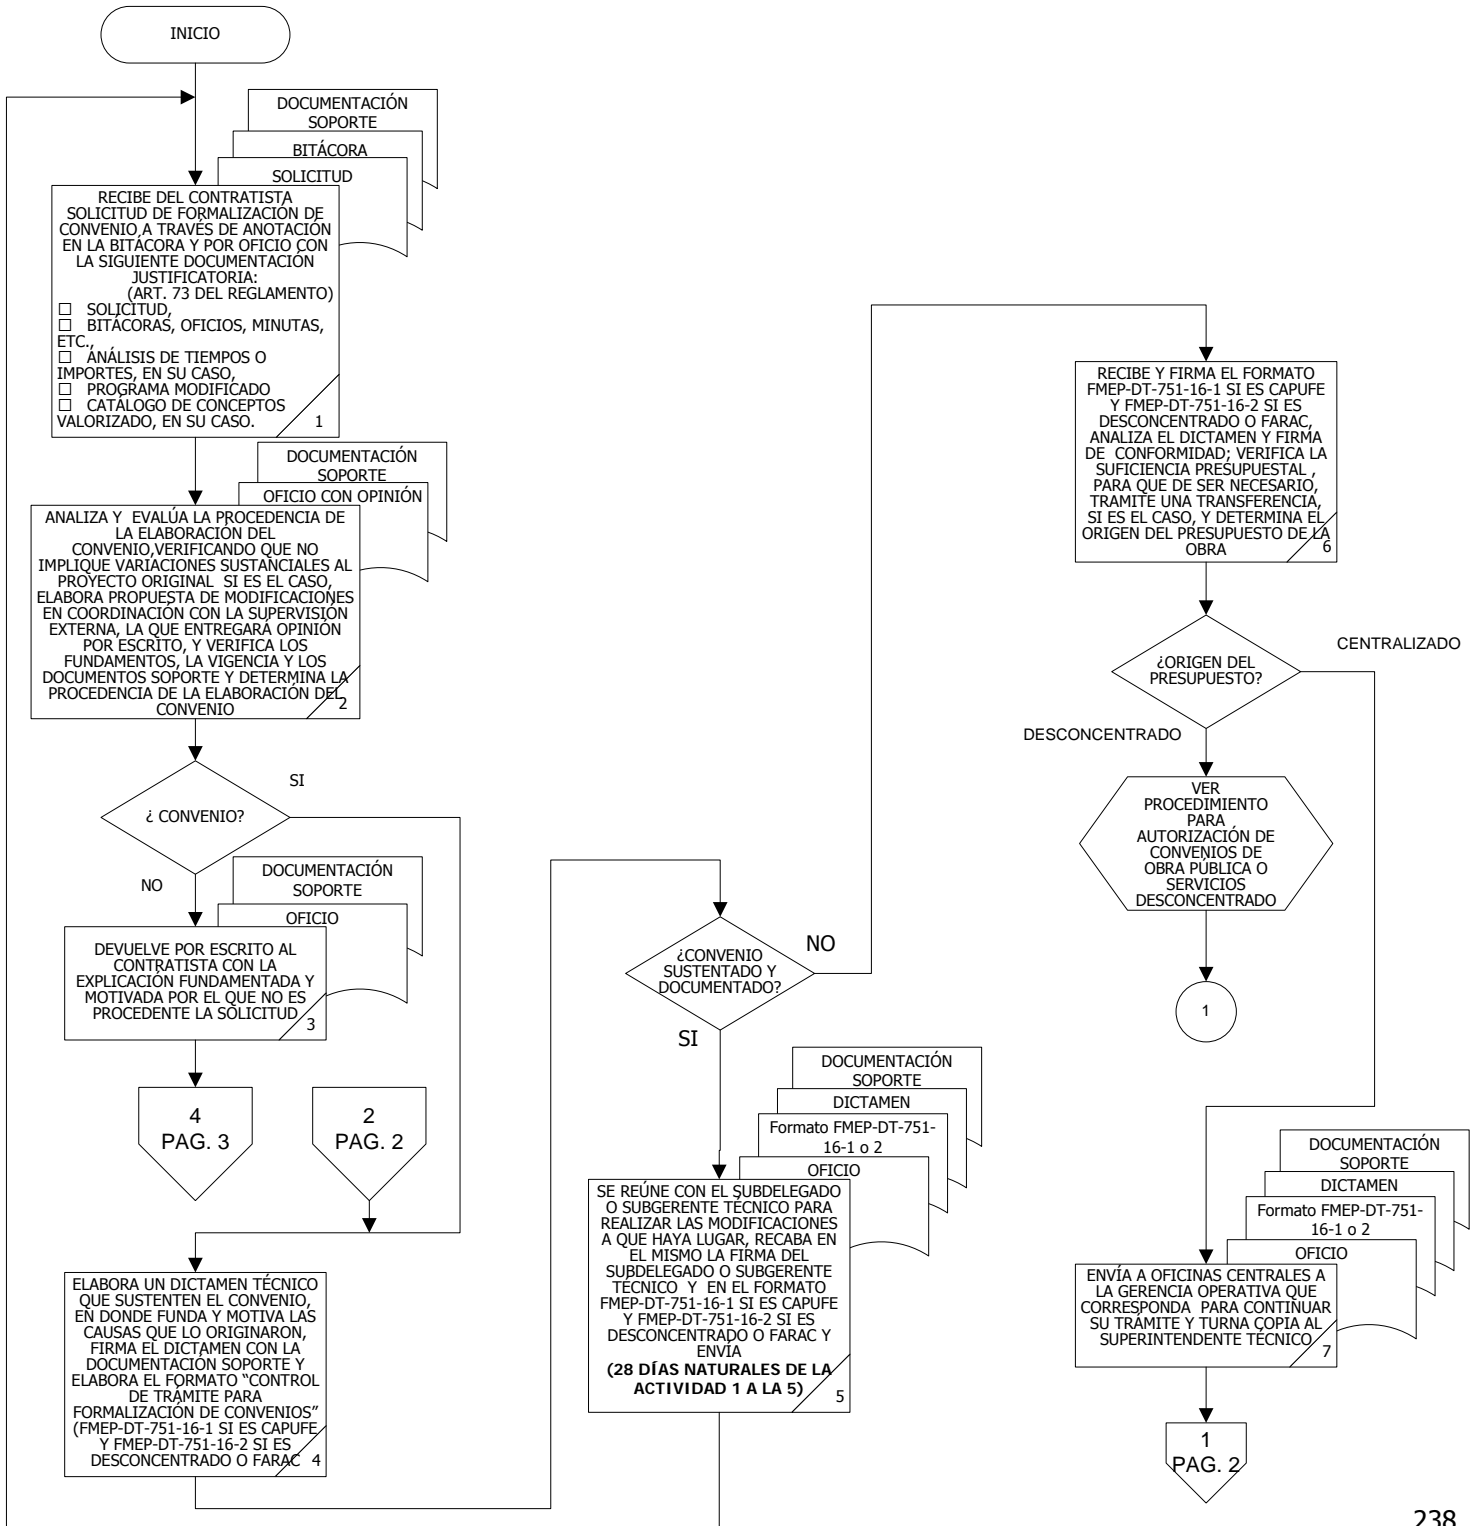 INICIO
DOCUMENTACIÓN
SOPORTE
BITÁCORA
SOLICITUD
RECIBE DEL CONTRATISTA
SOLICITUD DE FORMALIZACIÓN DE
CONVENIO A TRAVÉS DE ANOTACIÓN
EN LA BITÁCORA Y POR OFICIO CON
LA SIGUIENTE DOCUMENTACIÓN
JUSTIFICATORIA:
(ART. 73 DEL REGLAMENTO)
□ SOLICITUD,
□ BITÁCORAS, OFICIOS, MINUTAS,
ETC.,
□ ANÁLISIS DE TIEMPOS O
IMPORTES, EN SU CASO,
□ PROGRAMA MODIFICADO
□ CATÁLOGO DE CONCEPTOS
VALORIZADO, EN SU CASO.
1
DOCUMENTACIÓN
SOPORTE
OFICIO CON OPINIÓN
ANALIZA Y EVALÚA LA PROCEDENCIA DE
LA ELABORACIÓN DEL
CONVENIO,VERIFICANDO QUE NO
IMPLIQUE VARIACIONES SUSTANCIALES AL
PROYECTO ORIGINAL SI ES EL CASO,
ELABORA PROPUESTA DE MODIFICACIONES
EN COORDINACIÓN CON LA SUPERVISIÓN
EXTERNA, LA QUE ENTREGARÁ OPINIÓN
POR ESCRITO, Y VERIFICA LOS
FUNDAMENTOS, LA VIGENCIA Y LOS
DOCUMENTOS SOPORTE Y DETERMINA LA
PROCEDENCIA DE LA ELABORACIÓN DEL
CONVENIO
2
¿ CONVENIO?
SI
NO
DOCUMENTACIÓN
SOPORTE
OFICIO
DEVUELVE POR ESCRITO AL
CONTRATISTA CON LA
EXPLICACIÓN FUNDAMENTADA Y
MOTIVADA POR EL QUE NO ES
PROCEDENTE LA SOLICITUD
3
4
PAG. 3
2
PAG. 2
ELABORA UN DICTAMEN TÉCNICO
QUE SUSTENTEN EL CONVENIO,
EN DONDE FUNDA Y MOTIVA LAS
CAUSAS QUE LO ORIGINARON,
FIRMA EL DICTAMEN CON LA
DOCUMENTACIÓN SOPORTE Y
ELABORA EL FORMATO “CONTROL
DE TRÁMITE PARA
FORMALIZACIÓN DE CONVENIOS”
(FMEP-DT-751-16-1 SI ES CAPUFE
Y FMEP-DT-751-16-2 SI ES
DESCONCENTRADO O FARAC
4
¿CONVENIO
SUSTENTADO Y
DOCUMENTADO?
NO
SI
DOCUMENTACIÓN
SOPORTE
DICTAMEN
Formato FMEP-DT-751-
16-1 o 2
OFICIO
SE REÚNE CON EL SUBDELEGADO
O SUBGERENTE TÉCNICO PARA
REALIZAR LAS MODIFICACIONES
A QUE HAYA LUGAR, RECABA EN
EL MISMO LA FIRMA DEL
SUBDELEGADO O SUBGERENTE
TÉCNICO Y EN EL FORMATO
FMEP-DT-751-16-1 SI ES CAPUFE
Y FMEP-DT-751-16-2 SI ES
DESCONCENTRADO O FARAC Y
ENVÍA
(28 DÍAS NATURALES DE LA
ACTIVIDAD 1 A LA 5)
5
RECIBE Y FIRMA EL FORMATO
FMEP-DT-751-16-1 SI ES CAPUFE
Y FMEP-DT-751-16-2 SI ES
DESCONCENTRADO O FARAC,
ANALIZA EL DICTAMEN Y FIRMA
DE CONFORMIDAD; VERIFICA LA
SUFICIENCIA PRESUPUESTAL ,
PARA QUE DE SER NECESARIO,
TRAMITE UNA TRANSFERENCIA,
SI ES EL CASO, Y DETERMINA EL
ORIGEN DEL PRESUPUESTO DE LA
OBRA
6
¿ORIGEN DEL
PRESUPUESTO?
CENTRALIZADO
DESCONCENTRADO
VER
PROCEDIMIENTO
PARA
AUTORIZACIÓN DE
CONVENIOS DE
OBRA PÚBLICA O
SERVICIOS
DESCONCENTRADO
1
DOCUMENTACIÓN
SOPORTE
DICTAMEN
Formato FMEP-DT-751-
16-1 o 2
OFICIO
ENVÍA A OFICINAS CENTRALES A
LA GERENCIA OPERATIVA QUE
CORRESPONDA PARA CONTINUAR
SU TRÁMITE Y TURNA COPIA AL
SUPERINTENDENTE TÉCNICO
7
1
PAG. 2
238